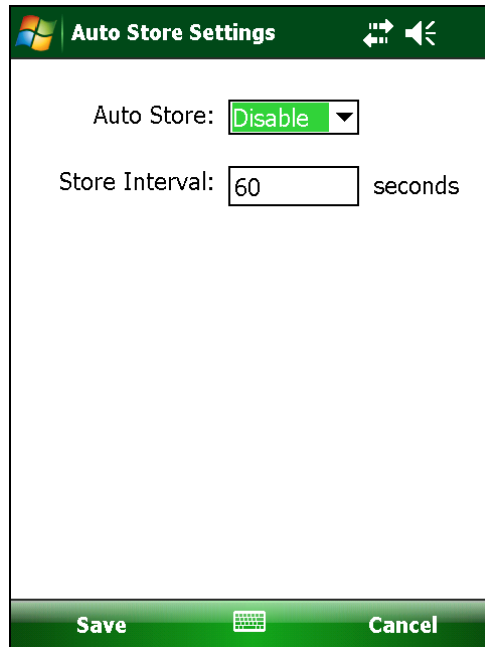 Auto Store Settings
Auto Store: Disable
Store Interval: 60 seconds
Save Cancel